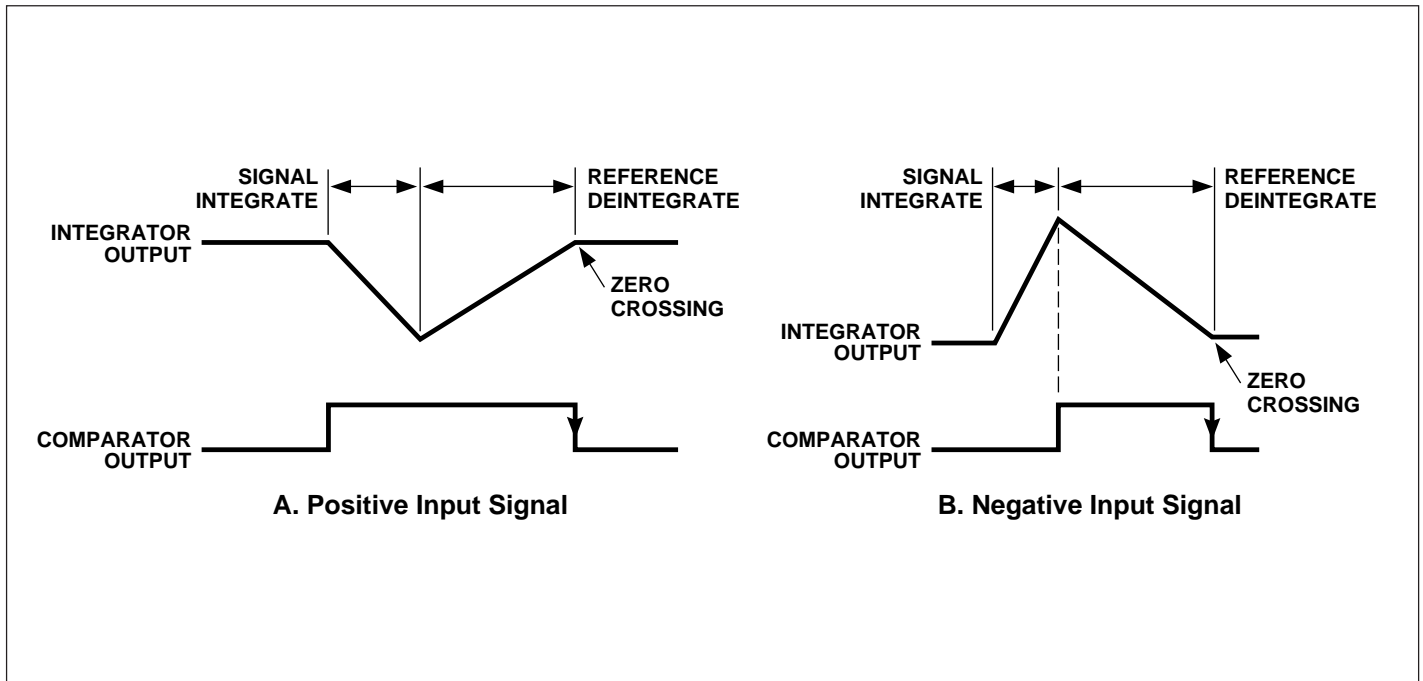 SIGNAL
INTEGRATE
REFERENCE
DEINTEGRATE
INTEGRATOR
OUTPUT
ZERO
CROSSING
COMPARATOR
OUTPUT
A. Positive Input Signal
SIGNAL
INTEGRATE
REFERENCE
DEINTEGRATE
INTEGRATOR
OUTPUT
ZERO
CROSSING
COMPARATOR
OUTPUT
B. Negative Input Signal